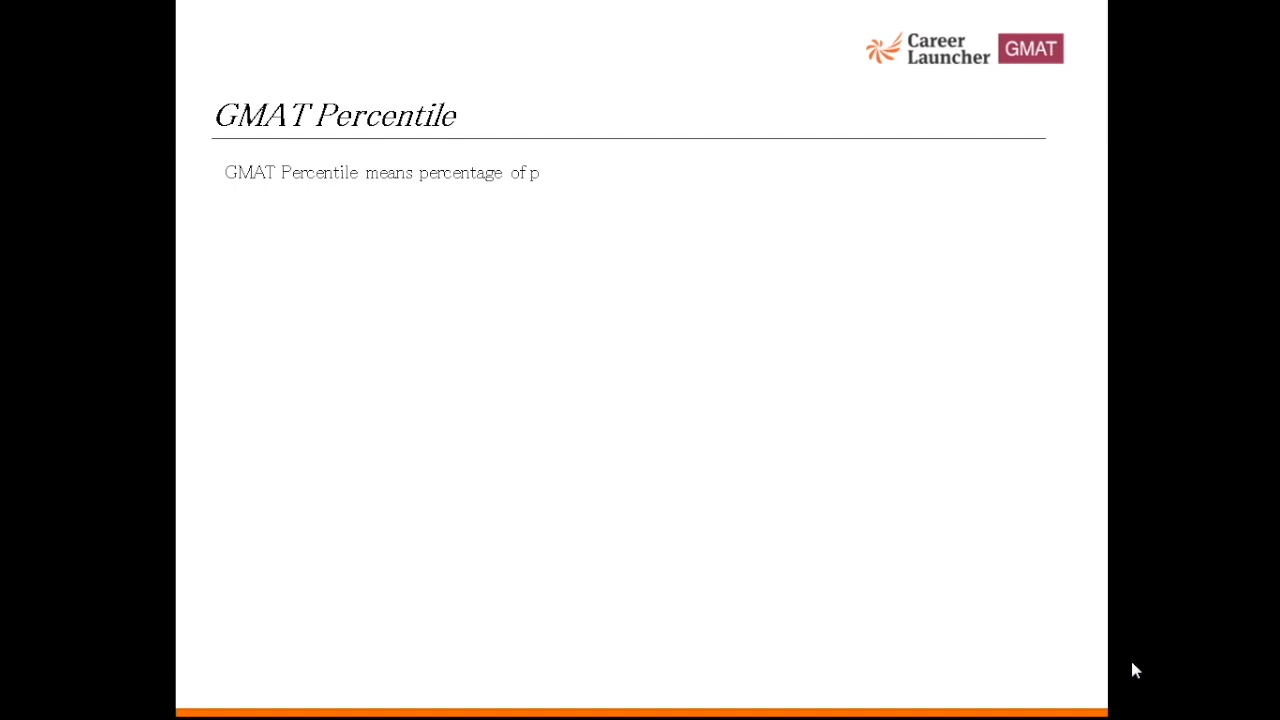 Career
Launcher
GMAT
GMAT Percentile
GMAT Percentile means percentage of p